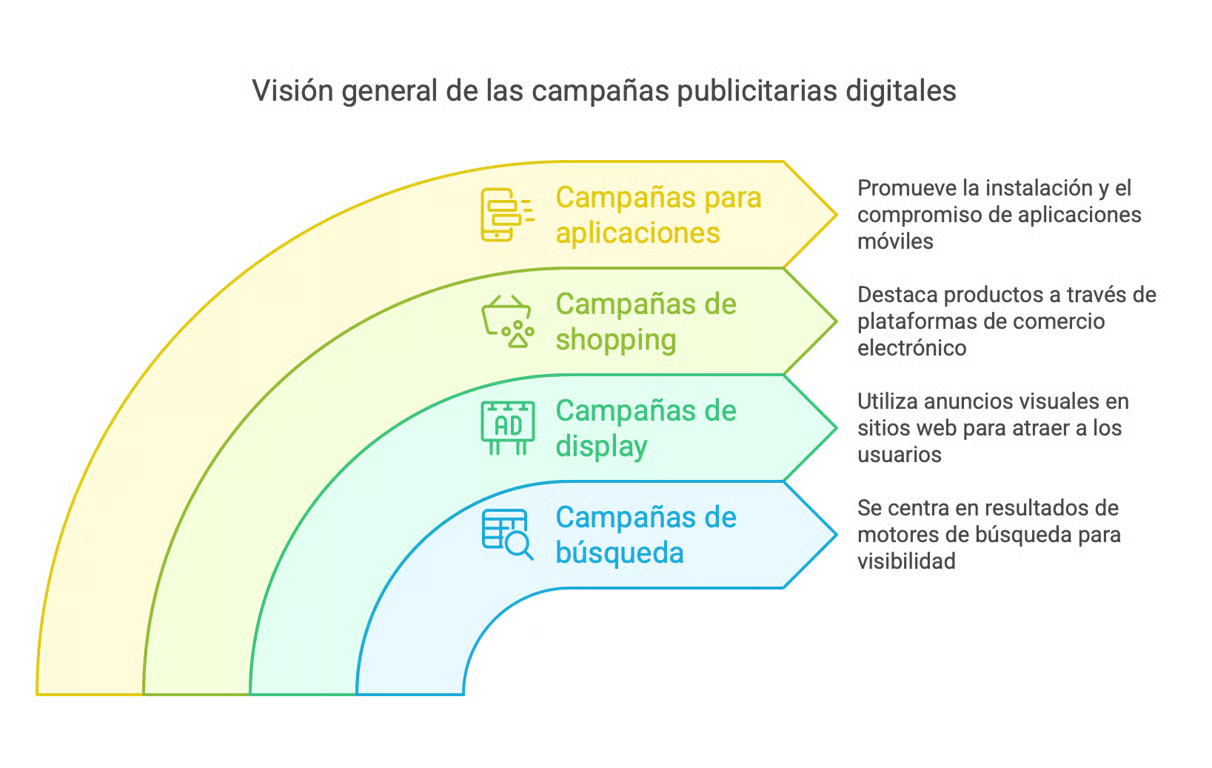 Visión general de las campañas publicitarias digitales
Campañas para
aplicaciones
Promueve la instalación y el
compromiso de aplicaciones
móviles
Campañas de
shopping
Destaca productos a través de
plataformas de comercio
electrónico
AD
Campañas de
display
Utiliza anuncios visuales en
sitios web para atraer a los
usuarios
Campañas de
búsqueda
Se centra en resultados de
motores de búsqueda para
visibilidad